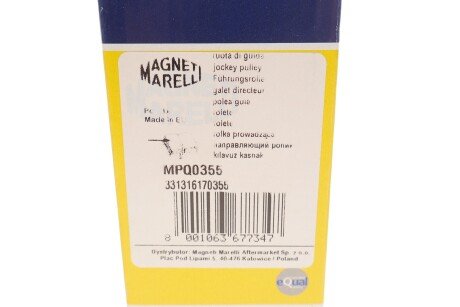 MAGNETI
MARELLI
ruota di guida
jockey pulley
Führungsrolle
galet directeur
polea guía
rolete
rolka prowadząca
направляющий ролик
kılavuz kasnak
Made in
MPQ0355
331316170355
8 001063 677347
Dystrybutor: Magneti Marelli Aftermarket Sp. z o.o.
Plac Pod Lipami 5, 40-476 Katowice / Poland
eQual